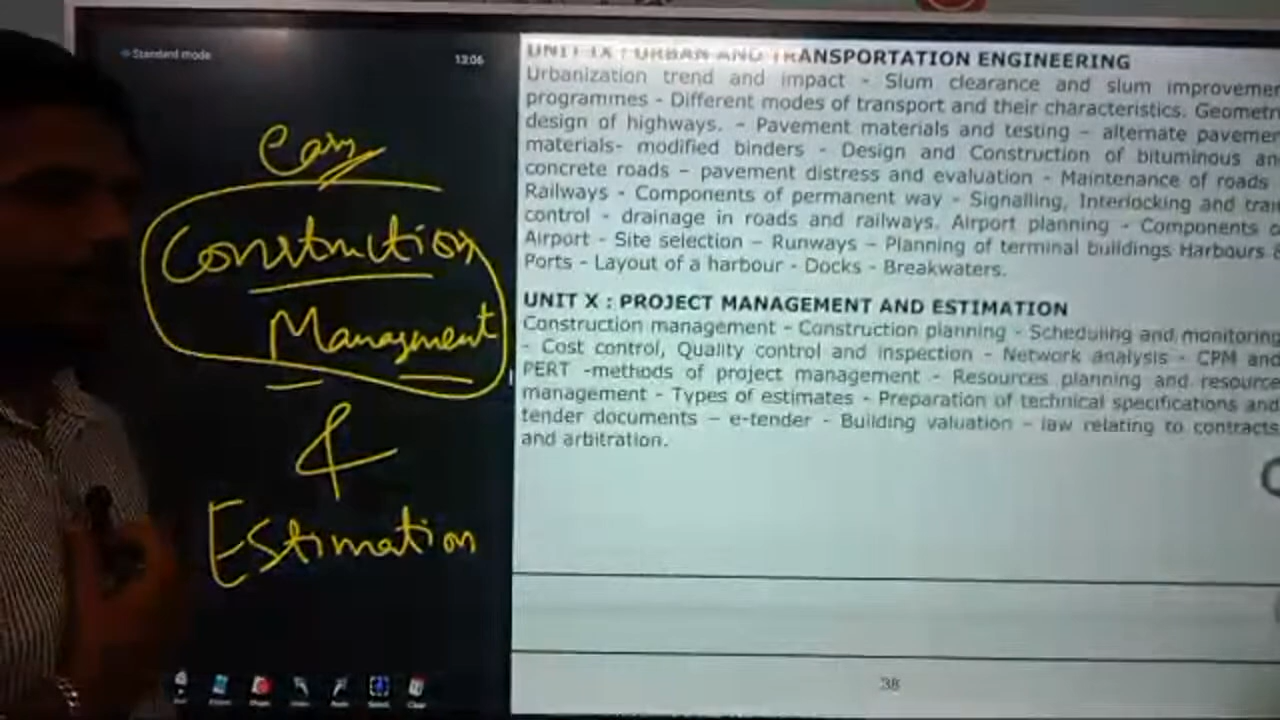 Standard mode
13:06
easy
Construction
Managment
&
Estimation
UNIT IX : URBAN AND TRANSPORTATION ENGINEERING
Urbanization trend and impact - Slum clearance and slum improvemen
programmes - Different modes of transport and their characteristics. Geometri
design of highways. - Pavement materials and testing – alternate pavemen
materials- modified binders - Design and Construction of bituminous an
concrete roads – pavement distress and evaluation - Maintenance of roads
Railways - Components of permanent way - Signalling, Interlocking and train
control - drainage in roads and railways. Airport planning - Components o
Airport - Site selection – Runways – Planning of terminal buildings Harbours &
Ports - Layout of a harbour - Docks - Breakwaters.
UNIT X : PROJECT MANAGEMENT AND ESTIMATION
Construction management - Construction planning - Scheduling and monitoring
- Cost control, Quality control and inspection - Network analysis - CPM and
PERT -methods of project management - Resources planning and resource
management - Types of estimates - Preparation of technical specifications and
tender documents – e-tender - Building valuation – law relating to contracts
and arbitration.
38